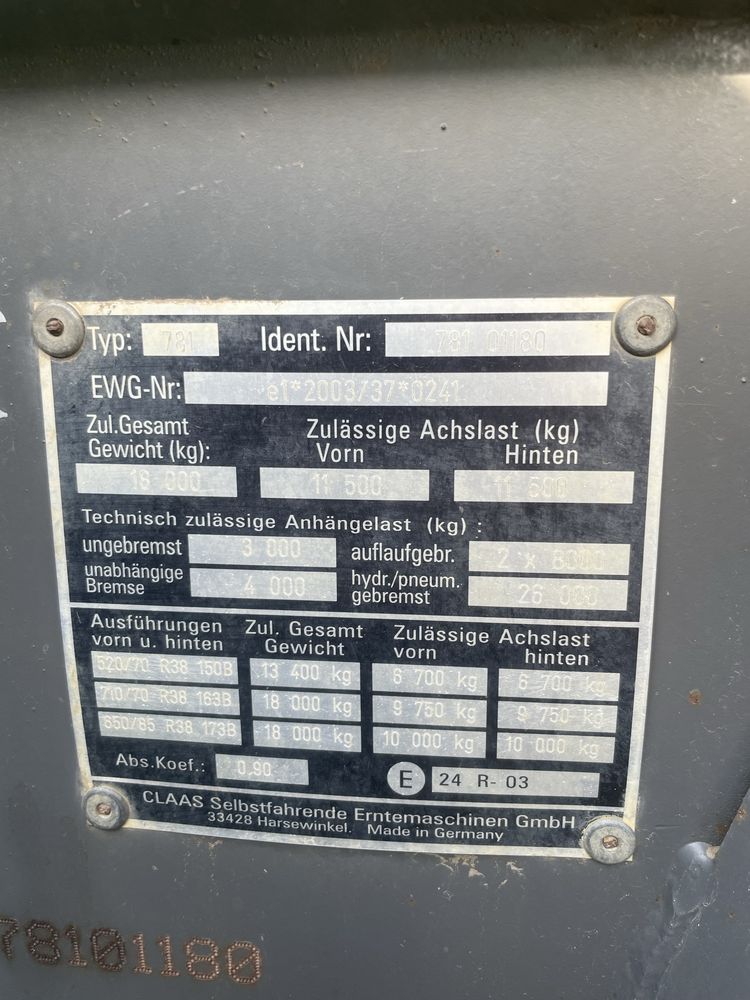 Typ: 781 Ident. Nr: 781 01180
EWG-Nr: e1*2003/37*0241
Zul.Gesamt Zulässige Achslast (kg)
Gewicht (kg): Vorn Hinten
18 000 11 500 11 500
Technisch zulässige Anhängelast (kg) :
ungebremst 3 000 auflaufgebr. 2 x 8000
unabhängige Bremse 4 000 hydr./pneum. gebremst 26 000
Ausführungen Zul. Gesamt Zulässige Achslast
vorn u. hinten Gewicht vorn hinten
520/70 R38 150B 13 400 kg 6 700 kg 6 700 kg
710/70 R38 163B 18 000 kg 9 750 kg 9 750 kg
650/85 R38 173B 18 000 kg 10 000 kg 10 000 kg
Abs.Koef.: 0.90 E 24 R- 03
CLAAS Selbstfahrende Erntemaschinen GmbH
33428 Harsewinkel. Made in Germany
78101180